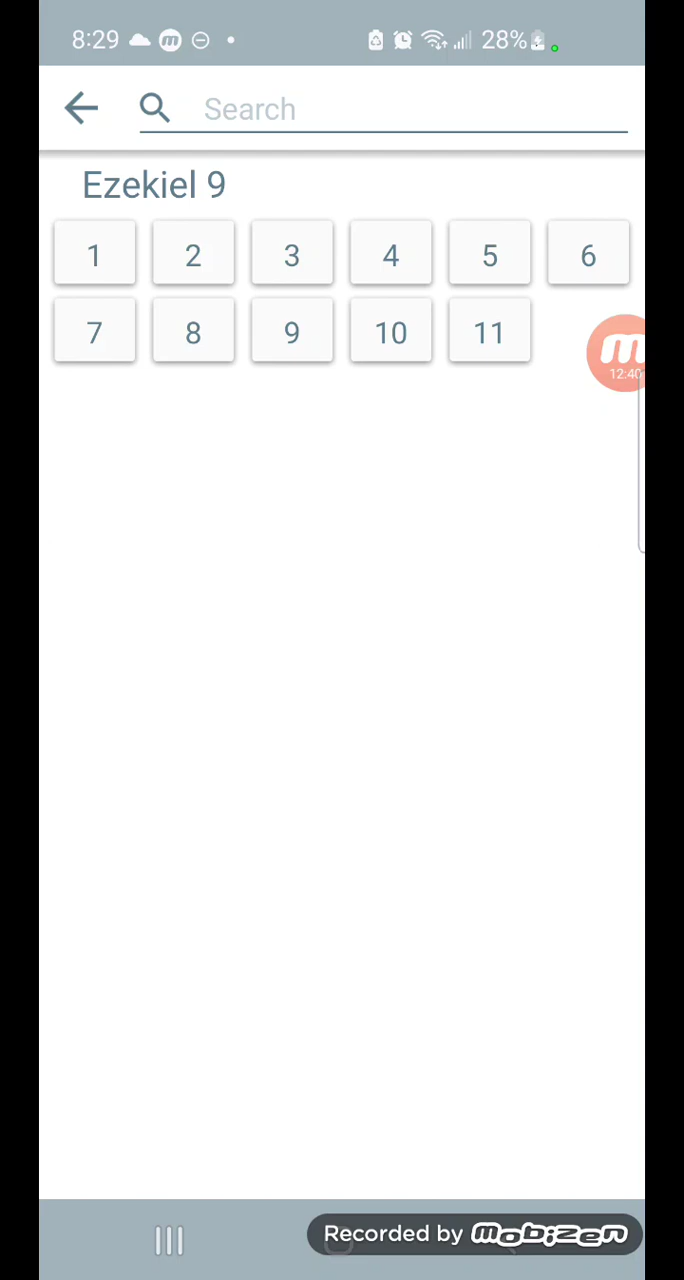 8:29 m 28%
Search
Ezekiel 9
1 2 3 4 5 6
7 8 9 10 11
m
12:40
Recorded by mobizen